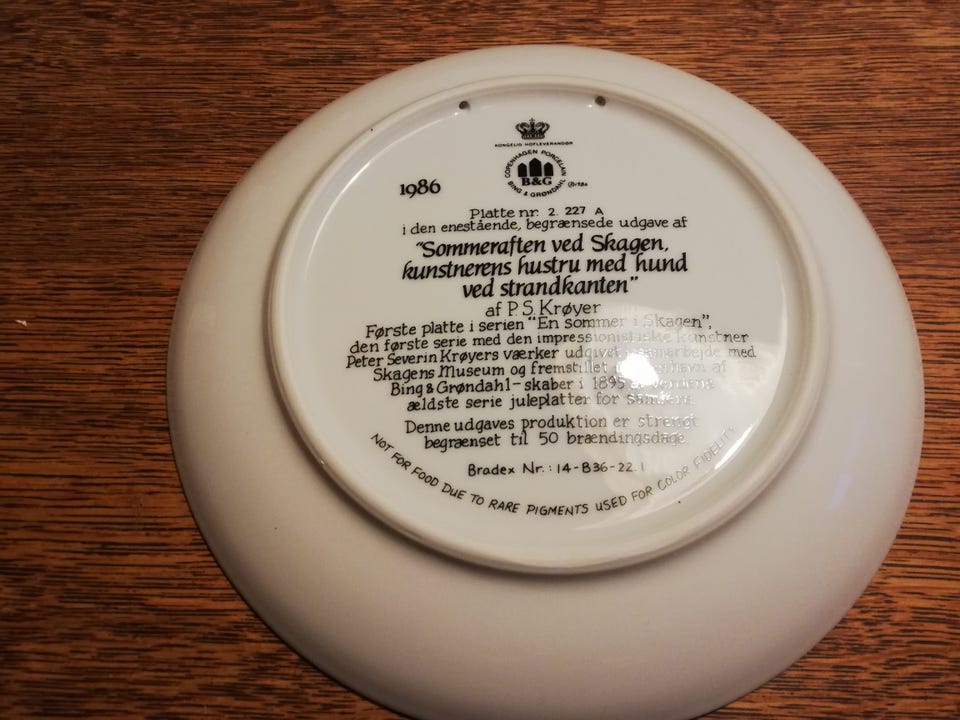 KONGELIG HOFLEVERANDØR
COPENHAGEN PORCELAIN
B&G
BING & GRØNDAHL
1986
Platte nr. 2. 227 A
i den enestående, begrænsede udgave af
"Sommeraften ved Skagen,
kunstnerens hustru med hund
ved strandkanten"
af P.S. Krøyer
Første platte i serien "En sommer i Skagen",
den første serie med den impressionistiske kunstner
Peter Severin Krøyers værker udgivet i samarbejde med
Skagens Museum og fremstillet af
Bing & Grøndahl – skaber i 1895 af verdens
ældste serie juleplatter for samlere.
Denne udgaves produktion er strengt
begrænset til 50 brændingsdage.
Bradex Nr.: 14-B36-22.1
NOT FOR FOOD DUE TO RARE PIGMENTS USED FOR COLOR FIDELITY